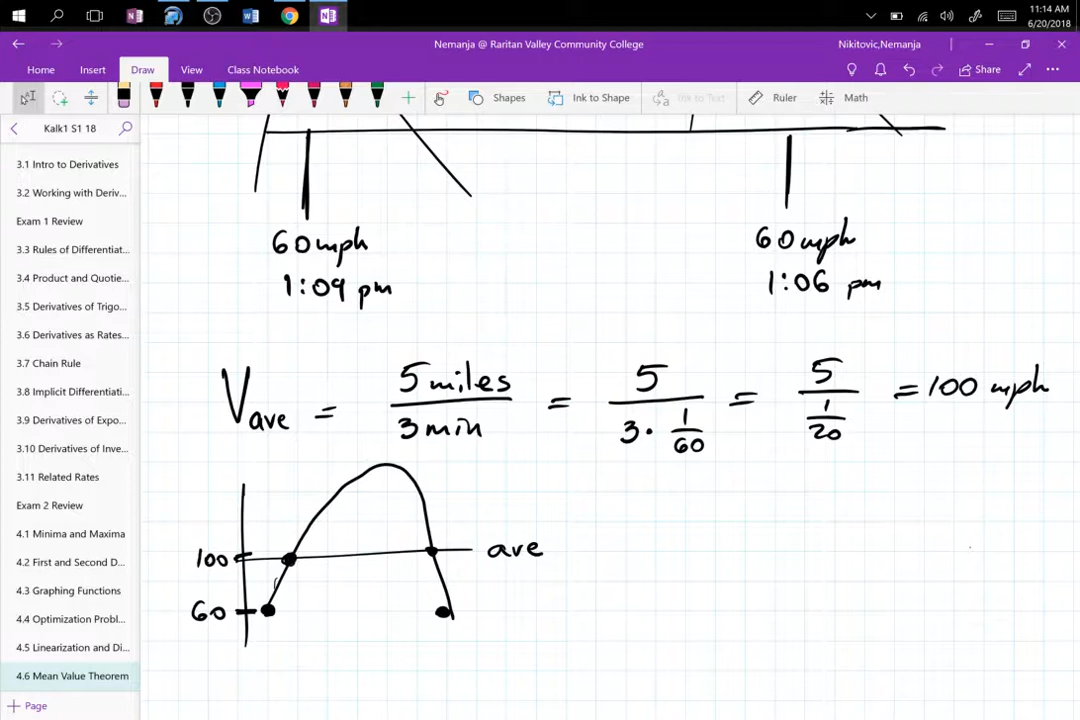 11:14 AM
6/20/2018
Nemanja @ Raritan Valley Community College
Nikitovic,Nemanja
Home Insert Draw View Class Notebook
Share
Shapes Ink to Shape Ink to Text Ruler Math
Kalk1 S1 18
3.1 Intro to Derivatives
3.2 Working with Deriv...
Exam 1 Review
3.3 Rules of Differentiat...
3.4 Product and Quotie...
3.5 Derivatives of Trigo...
3.6 Derivatives as Rates...
3.7 Chain Rule
3.8 Implicit Differentiati...
3.9 Derivatives of Expo...
3.10 Derivatives of Inve...
3.11 Related Rates
Exam 2 Review
4.1 Minima and Maxima
4.2 First and Second D...
4.3 Graphing Functions
4.4 Optimization Probl...
4.5 Linearization and Di...
4.6 Mean Value Theorem
Page
60 mph 60 mph
1:09 pm 1:06 pm
Vave = 5 miles / 3 min = 5 / (3 · 1/60) = 5 / (1/20) = 100 mph
100 ave
60